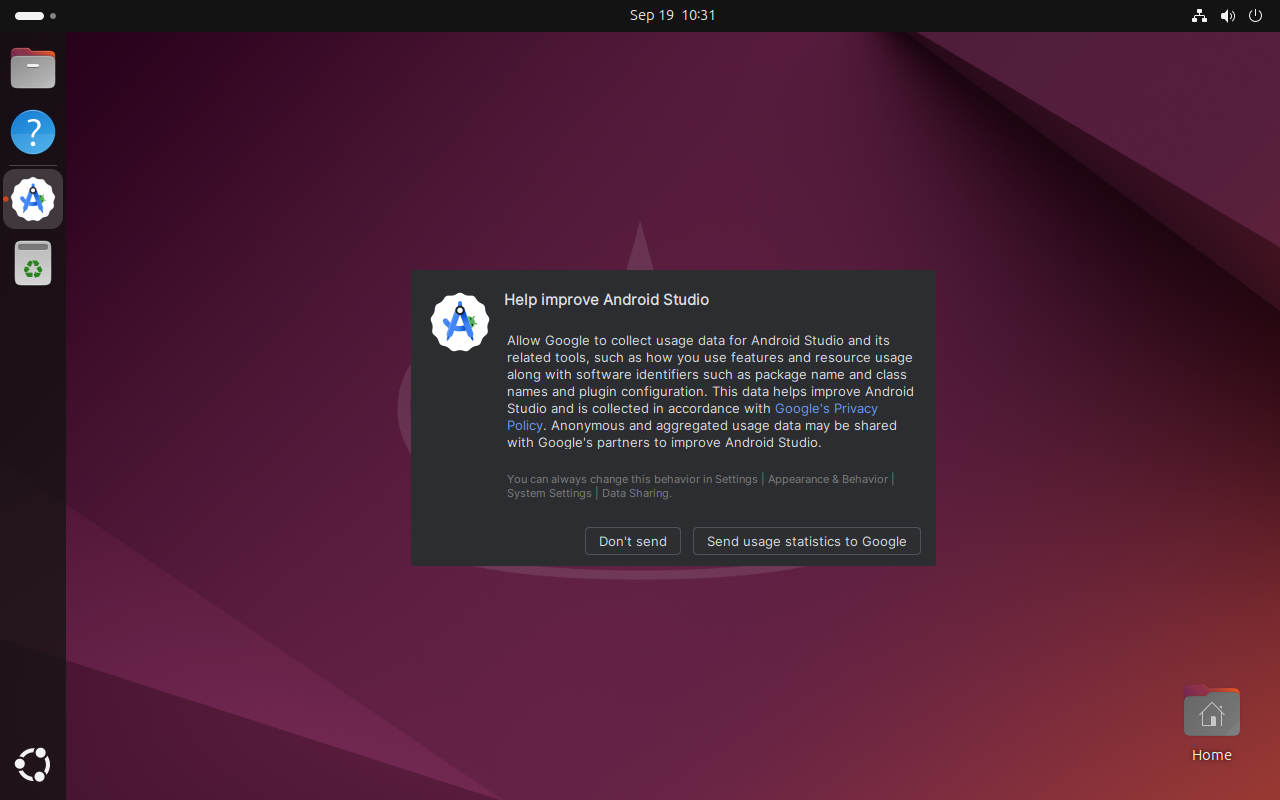 Sep 19 10:31
Help improve Android Studio
Allow Google to collect usage data for Android Studio and its
related tools, such as how you use features and resource usage
along with software identifiers such as package name and class
names and plugin configuration. This data helps improve Android
Studio and is collected in accordance with Google's Privacy
Policy. Anonymous and aggregated usage data may be shared
with Google's partners to improve Android Studio.
You can always change this behavior in Settings | Appearance & Behavior |
System Settings | Data Sharing.
Don't send
Send usage statistics to Google
Home